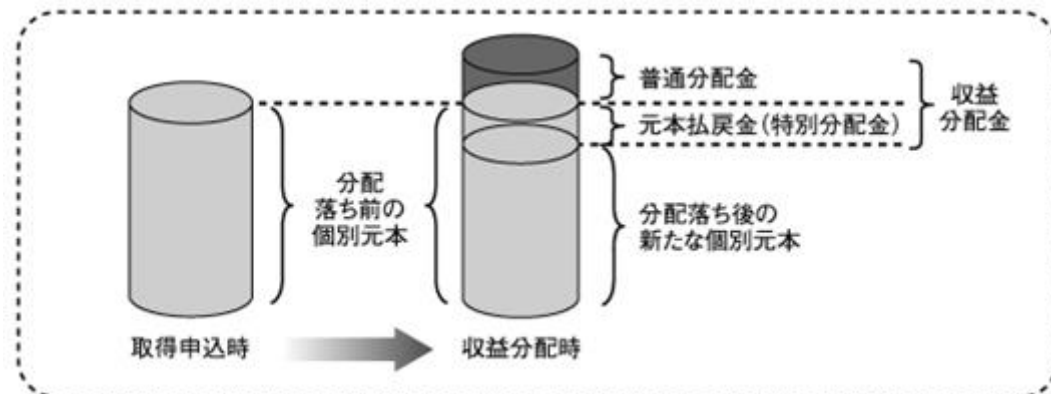 普通分配金
収益
分配金
元本払戻金(特別分配金)
分配
落ち前の
個別元本
分配落ち後の
新たな個別元本
取得申込時
収益分配時